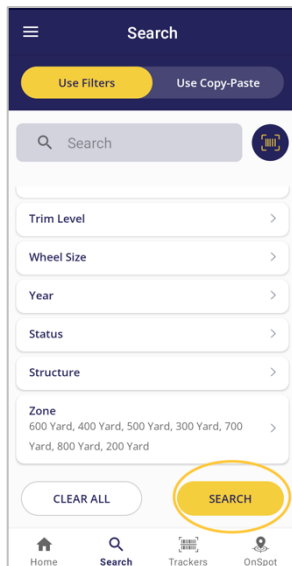 Search
Use Filters
Use Copy-Paste
Search
Trim Level
Wheel Size
Year
Status
Structure
Zone
600 Yard, 400 Yard, 500 Yard, 300 Yard, 700
Yard, 800 Yard, 200 Yard
CLEAR ALL
SEARCH
Home
Search
Trackers
OnSpot